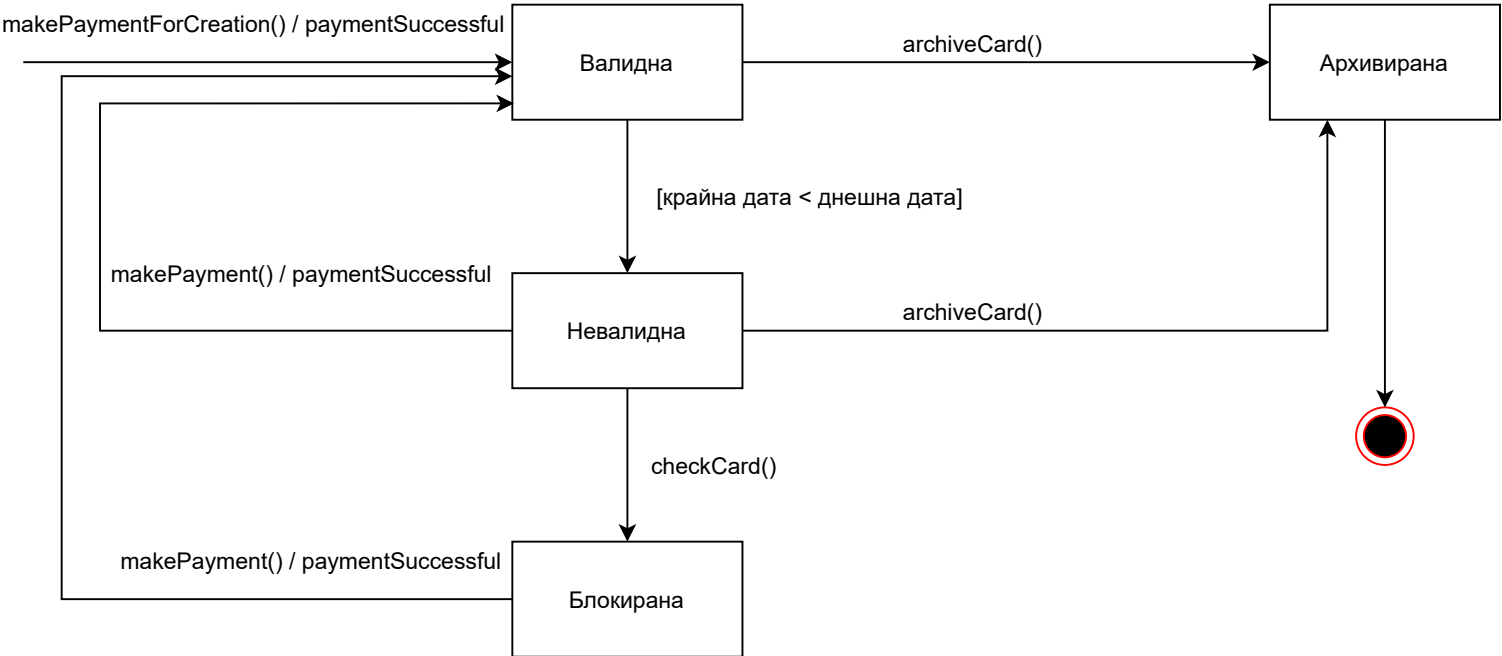 makePaymentForCreation() / paymentSuccessful
Валидна
archiveCard()
Архивирана
[крайна дата < днешна дата]
makePayment() / paymentSuccessful
Невалидна
archiveCard()
checkCard()
makePayment() / paymentSuccessful
Блокирана